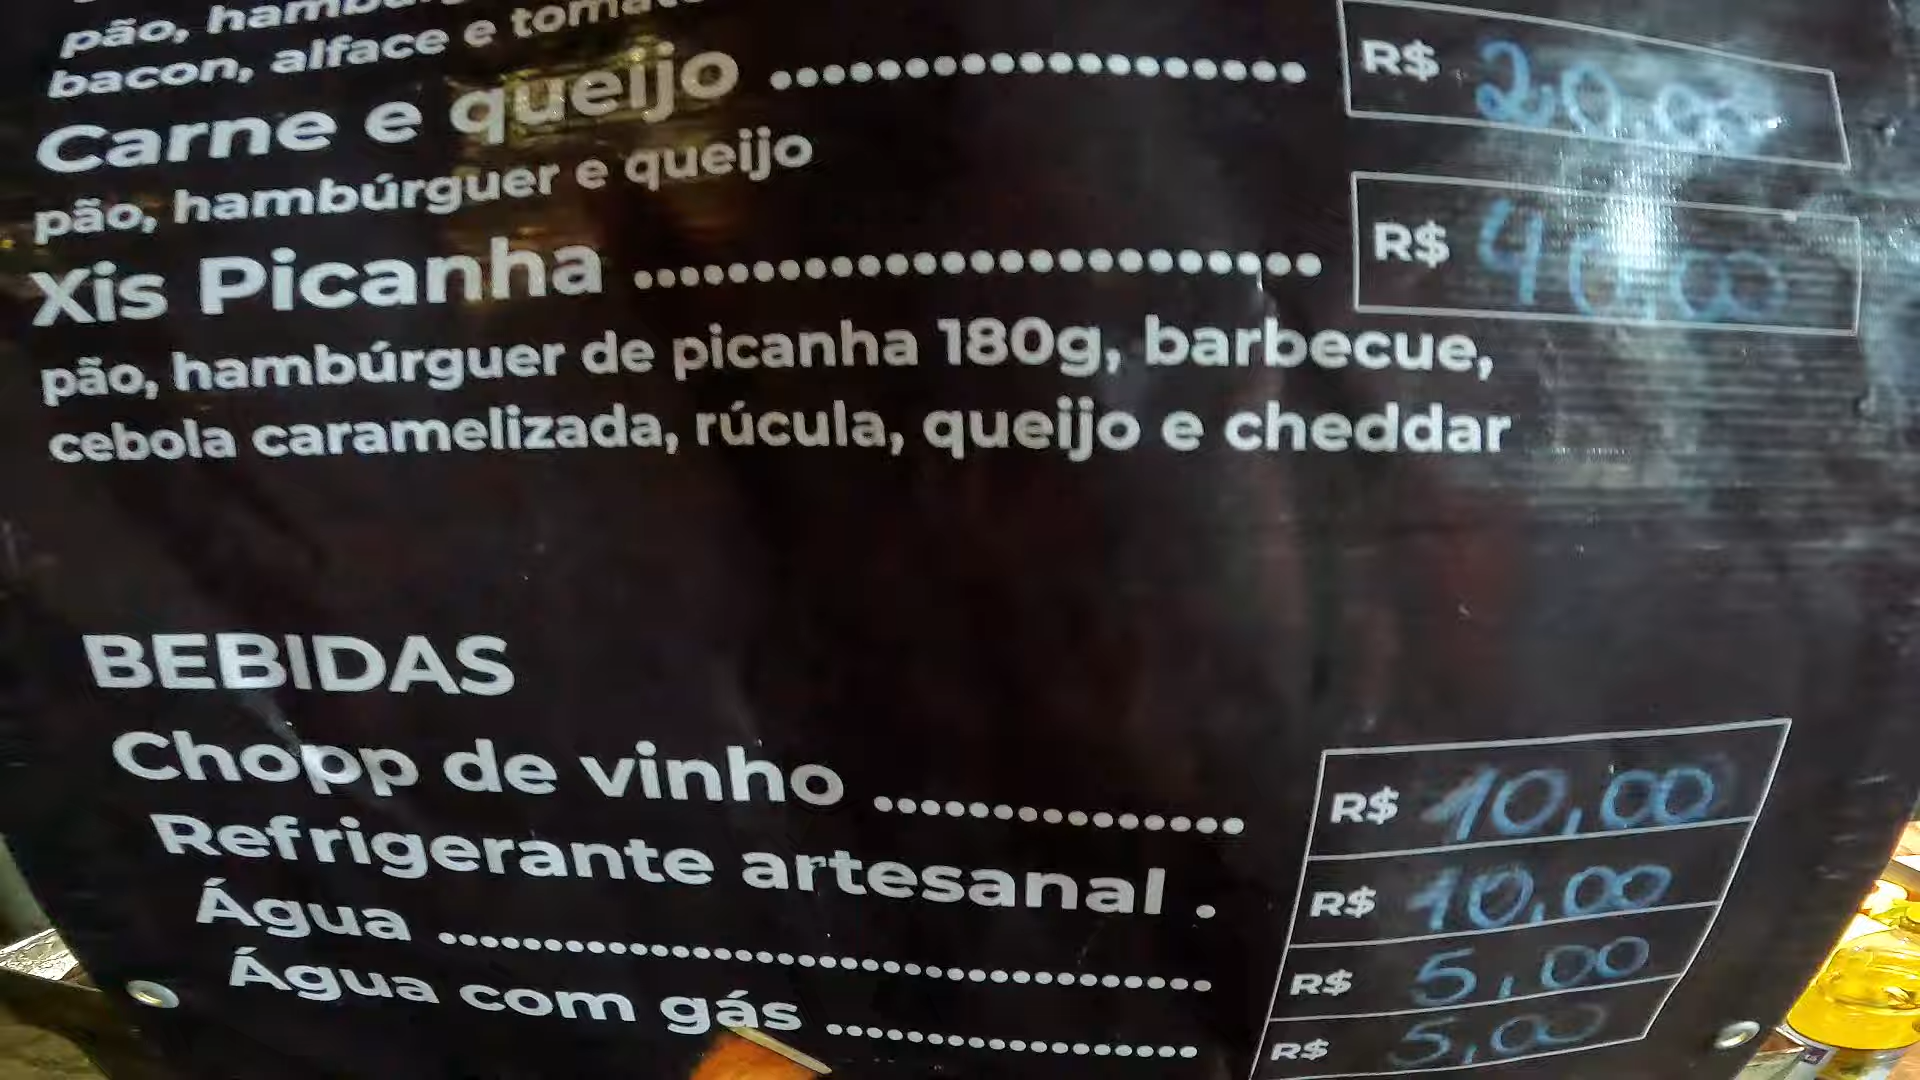 pão, hambú
bacon, alface e tomate
Carne e queijo .................... R$ 20,00
pão, hambúrguer e queijo
Xis Picanha .......................... R$ 40,00
pão, hambúrguer de picanha 180g, barbecue,
cebola caramelizada, rúcula, queijo e cheddar
BEBIDAS
Chopp de vinho ............... R$ 10,00
Refrigerante artesanal . R$ 10,00
Água .................................... R$ 5,00
Água com gás ..................... R$ 5,00